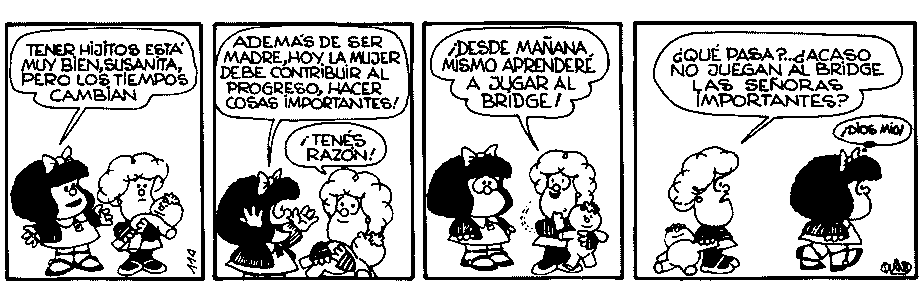 TENER HIJITOS ESTÁ
MUY BIEN, SUSANITA,
PERO LOS TIEMPOS
CAMBIAN
114
ADEMÁS DE SER
MADRE, HOY LA MUJER
DEBE CONTRIBUIR AL
PROGRESO, HACER
COSAS IMPORTANTES!
¡TENÉS
RAZÓN!
¡DESDE MAÑANA
MISMO APRENDERÉ
A JUGAR AL
BRIDGE!
¿QUÉ PASA?..¿ACASO
NO JUEGAN AL BRIDGE
LAS SEÑORAS
IMPORTANTES?
¡DIOS MÍO!